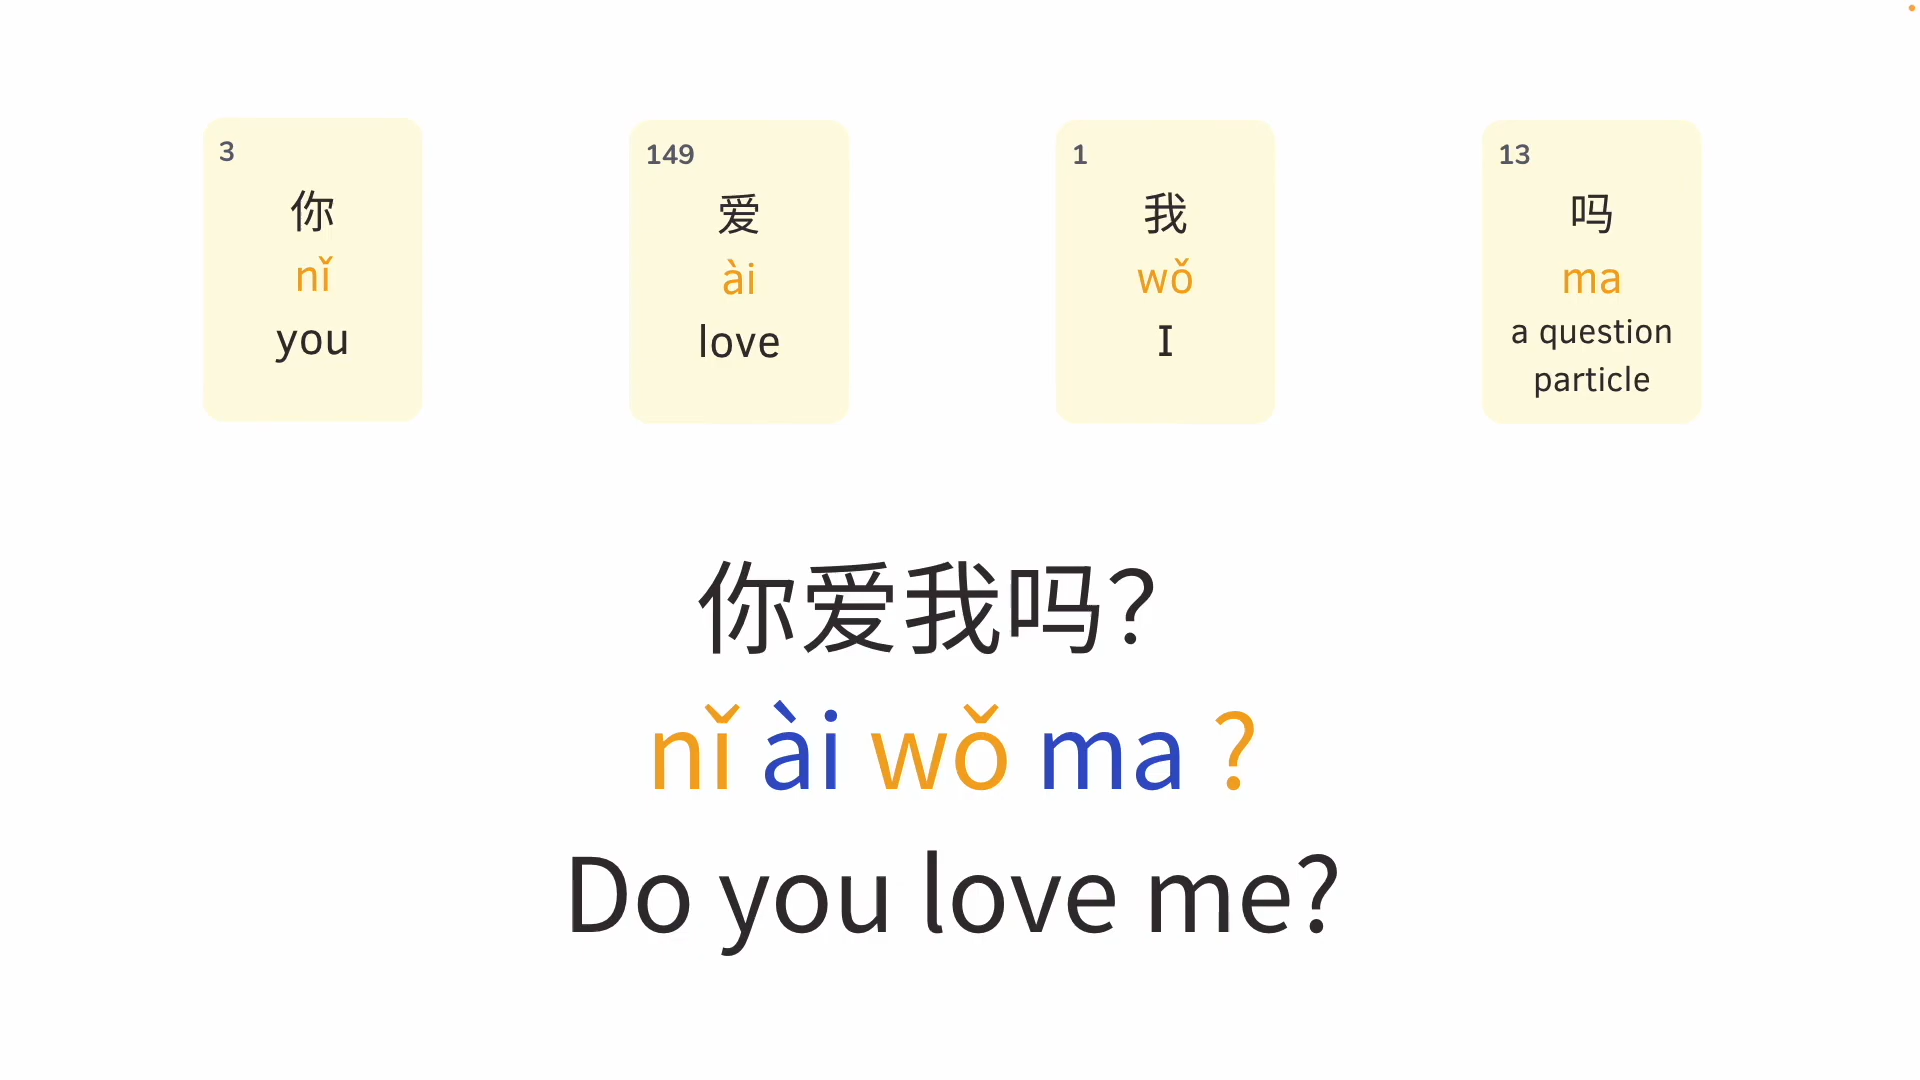 3
你
nǐ
you
149
爱
ài
love
1
我
wǒ
I
13
吗
ma
a question
particle
你爱我吗?
nǐ ài wǒ ma ?
Do you love me?